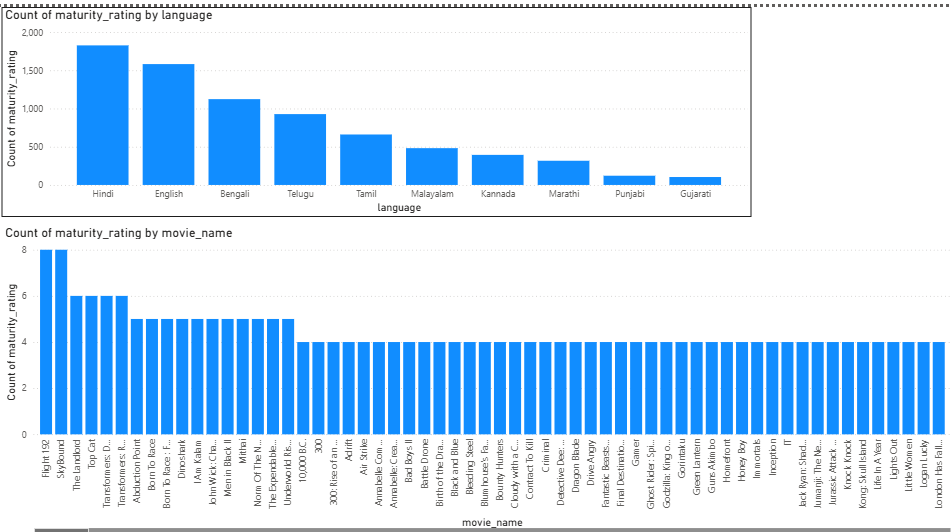 Count of maturity_rating by language
Count of maturity_rating
2,000
1,500
1,000
500
0
Hindi English Bengali Telugu Tamil Malayalam Kannada Marathi Punjabi Gujarati
language
Count of maturity_rating by movie_name
Count of maturity_rating
8
6
4
2
0
Flight 192
SkyBound
The Landlord
Top Cat
Transformers: D...
Transformers: R...
Abduction Point
Born To Race
Born To Race : F...
Dinoshark
I Am Kalam
John Wick: Cha...
Men in Black II
Mithai
Norm Of The N...
The Expendable...
Underworld Ris...
10,000 B.C.
300
300: Rise of an ...
Adrift
Air Strike
Annabelle Com...
Annabelle: Crea...
Bad Boys II
Battle Drone
Birth of the Dra...
Black and Blue
Bleeding Steel
Blumhouse's Fa...
Bounty Hunters
Cloudy with a C...
Contract To Kill
Criminal
Detective Dee: ...
Dragon Blade
Drive Angry
Fantastic Beasts...
Final Destinatio...
Gamer
Ghost Rider: Spi...
Godzilla: King o...
Gorintaku
Green Lantern
Guns Akimbo
Homefront
Honey Boy
Immortals
Inception
IT
Jack Ryan: Shad...
Jumanji: The Ne...
Jurassic Attack ...
Knock Knock
Kong: Skull Island
Life In A Year
Lights Out
Little Women
Logan Lucky
London Has Fall...
movie_name